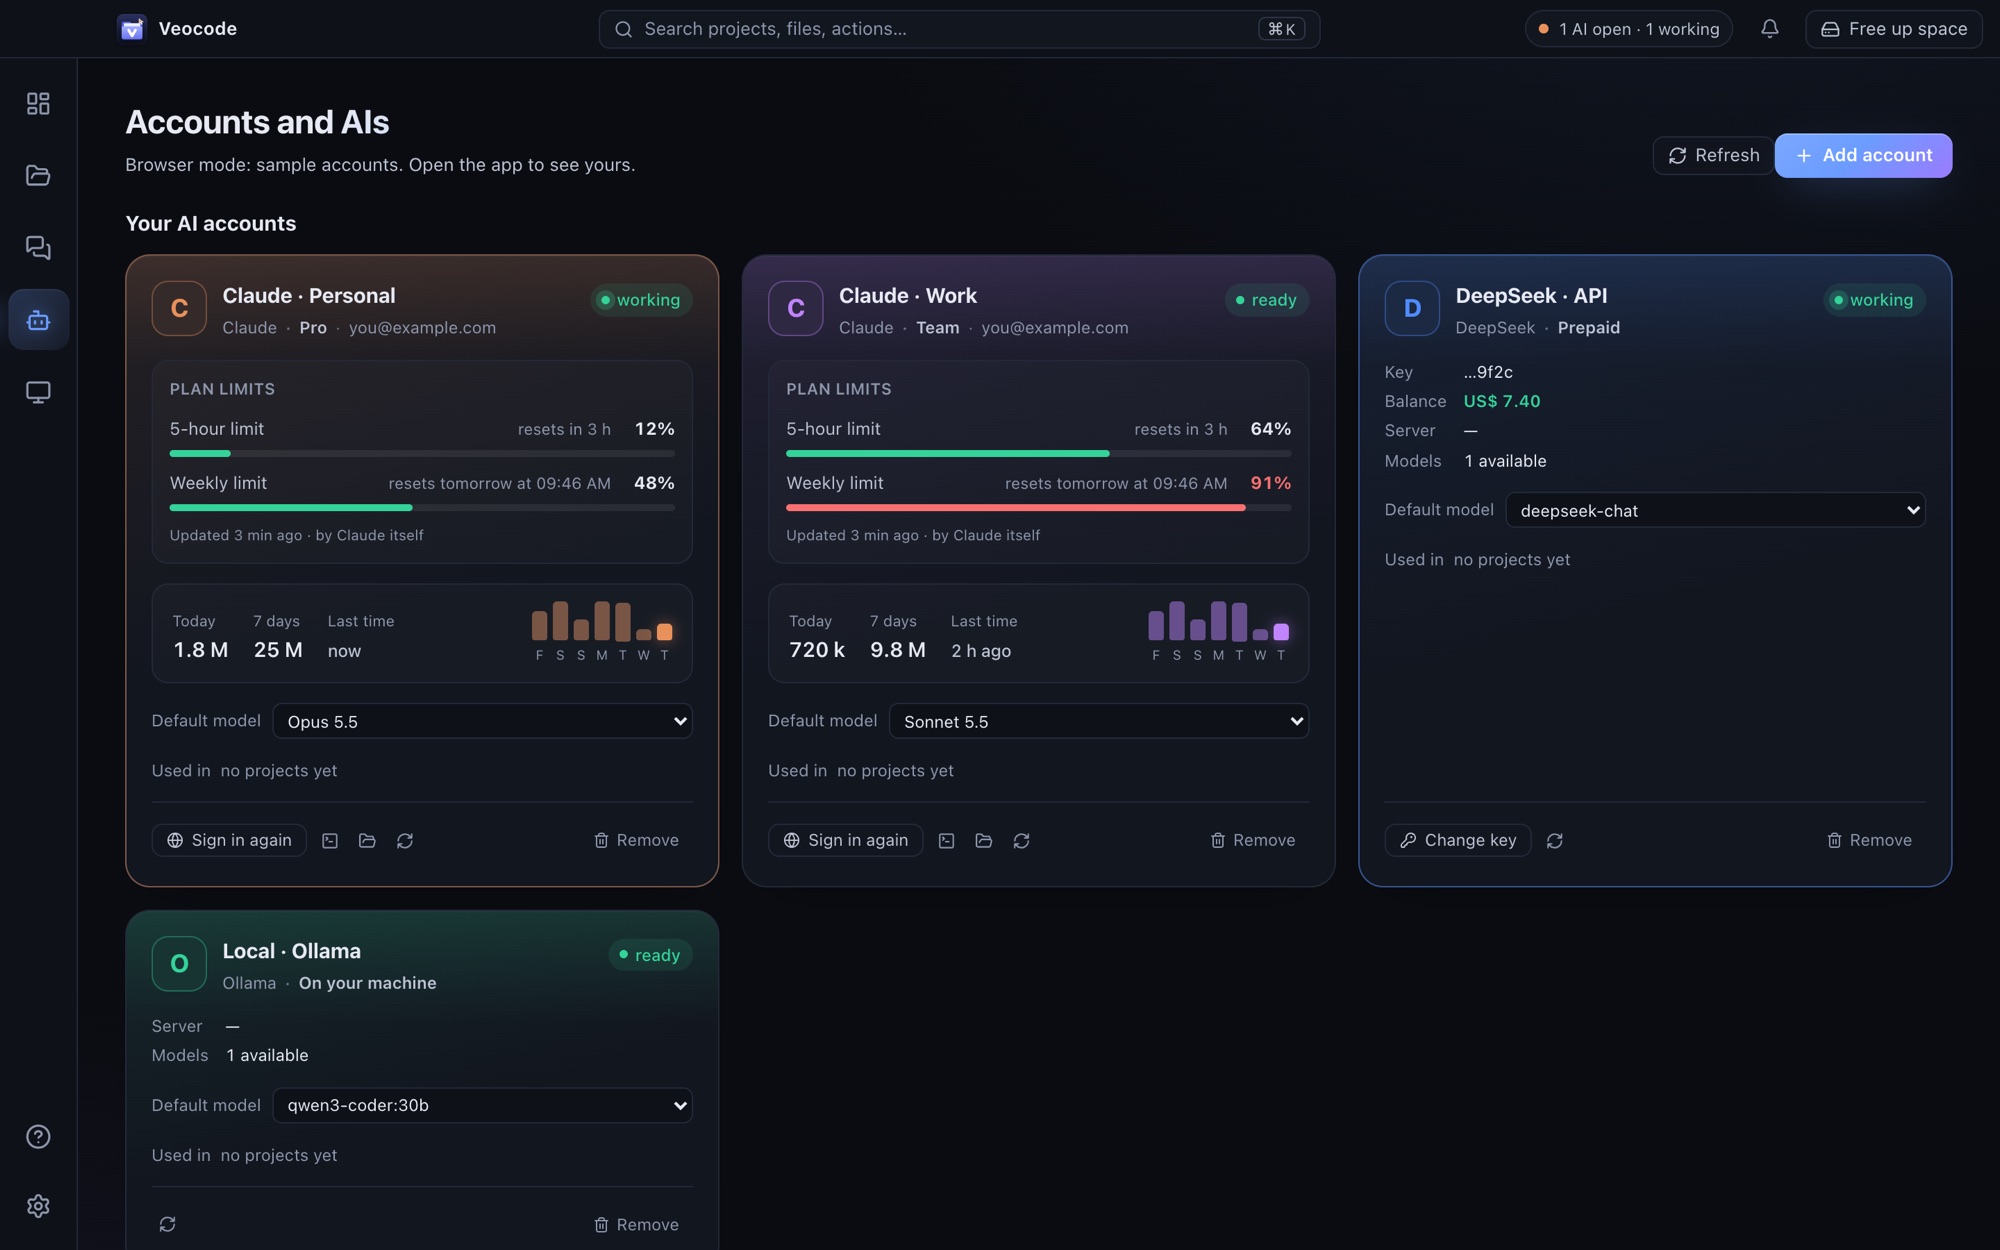 Veocode
Search projects, files, actions...
⌘ K
1 AI open · 1 working
Free up space
Accounts and AIs
Browser mode: sample accounts. Open the app to see yours.
Refresh
+ Add account
Your AI accounts
C
Claude · Personal
working
Claude · Pro · you@example.com
PLAN LIMITS
5-hour limit resets in 3 h 12%
Weekly limit resets tomorrow at 09:46 AM 48%
Updated 3 min ago · by Claude itself
Today 7 days Last time
1.8 M 25 M now
F S S M T W T
Default model Opus 5.5
Used in no projects yet
Sign in again
Remove
C
Claude · Work
ready
Claude · Team · you@example.com
PLAN LIMITS
5-hour limit resets in 3 h 64%
Weekly limit resets tomorrow at 09:46 AM 91%
Updated 3 min ago · by Claude itself
Today 7 days Last time
720 k 9.8 M 2 h ago
F S S M T W T
Default model Sonnet 5.5
Used in no projects yet
Sign in again
Remove
D
DeepSeek · API
working
DeepSeek · Prepaid
Key ...9f2c
Balance US$ 7.40
Server —
Models 1 available
Default model deepseek-chat
Used in no projects yet
Change key
Remove
O
Local · Ollama
ready
Ollama · On your machine
Server —
Models 1 available
Default model qwen3-coder:30b
Used in no projects yet
Remove